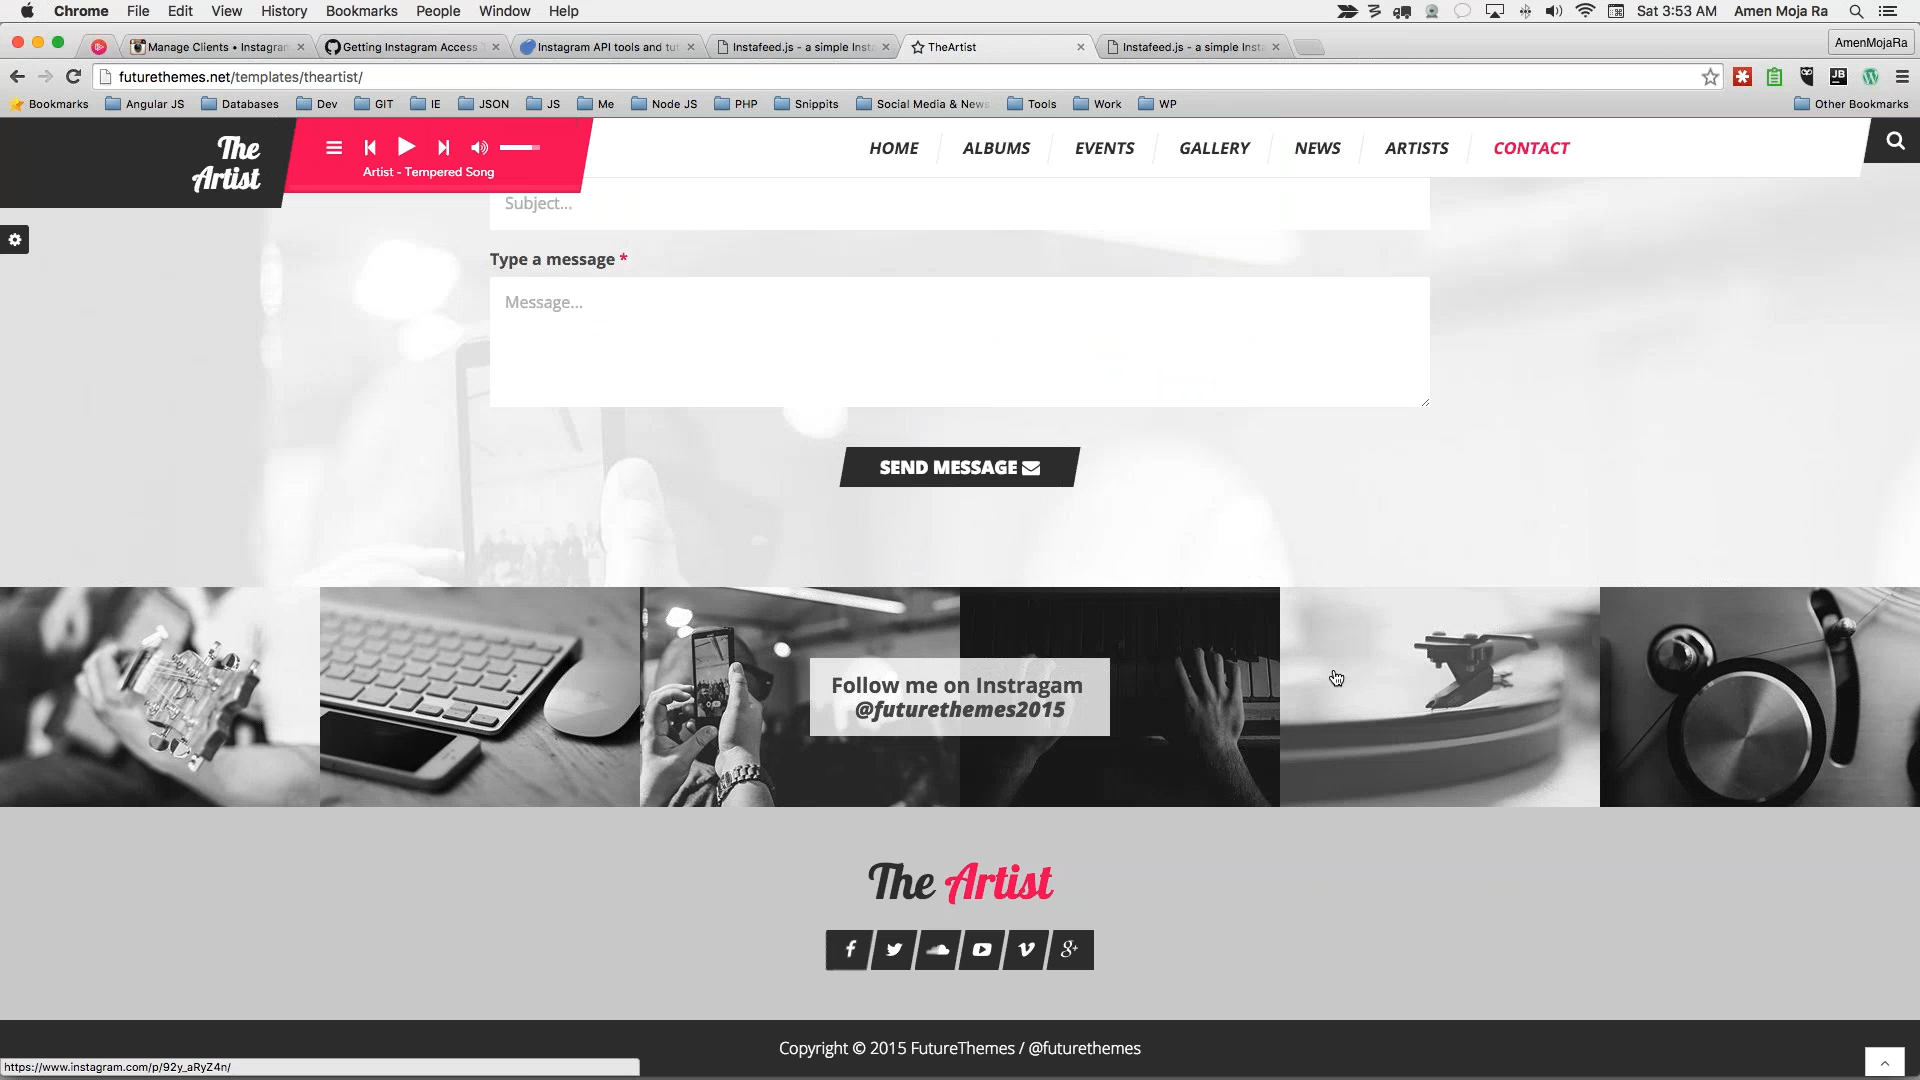 Chrome File Edit View History Bookmarks People Window Help
Sat 3:53 AM Amen Moja Ra
Manage Clients • Instagram
Getting Instagram Access
Instagram API tools and tut
Instafeed.js - a simple Inst
TheArtist
Instafeed.js - a simple Inst
AmenMojaRa
futurethemes.net/templates/theartist/
JB
Bookmarks Angular JS Databases Dev GIT IE JSON JS Me Node JS PHP Snippits Social Media & News Tools Work WP Other Bookmarks
The
Artist
Artist - Tempered Song
HOME ALBUMS EVENTS GALLERY NEWS ARTISTS CONTACT
Subject...
Type a message *
Message...
SEND MESSAGE
Follow me on Instragam
@futurethemes2015
The Artist
Copyright © 2015 FutureThemes / @futurethemes
https://www.instagram.com/p/92y_aRyZ4n/